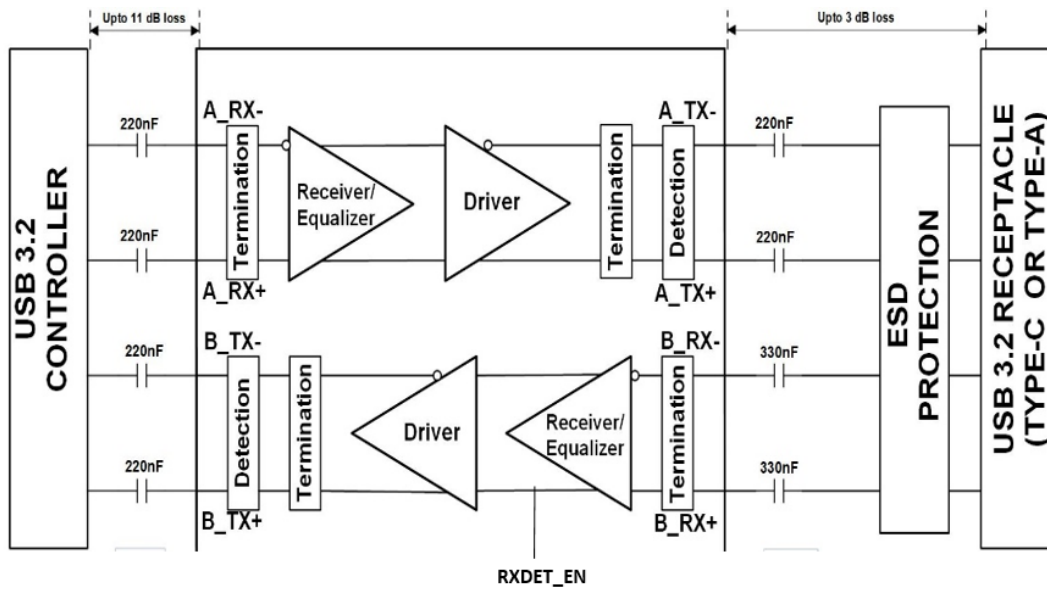 Upto 11 dB loss
Upto 3 dB loss
USB 3.2
CONTROLLER
220nF
220nF
220nF
220nF
A_RX-
Termination
A_RX+
Receiver/
Equalizer
Driver
Termination
A_TX-
Detection
A_TX+
B_TX-
Detection
B_TX+
Termination
Driver
Receiver/
Equalizer
B_RX-
Termination
B_RX+
220nF
220nF
330nF
330nF
ESD
PROTECTION
USB 3.2 RECEPTACLE
(TYPE-C OR TYPE-A)
RXDET_EN